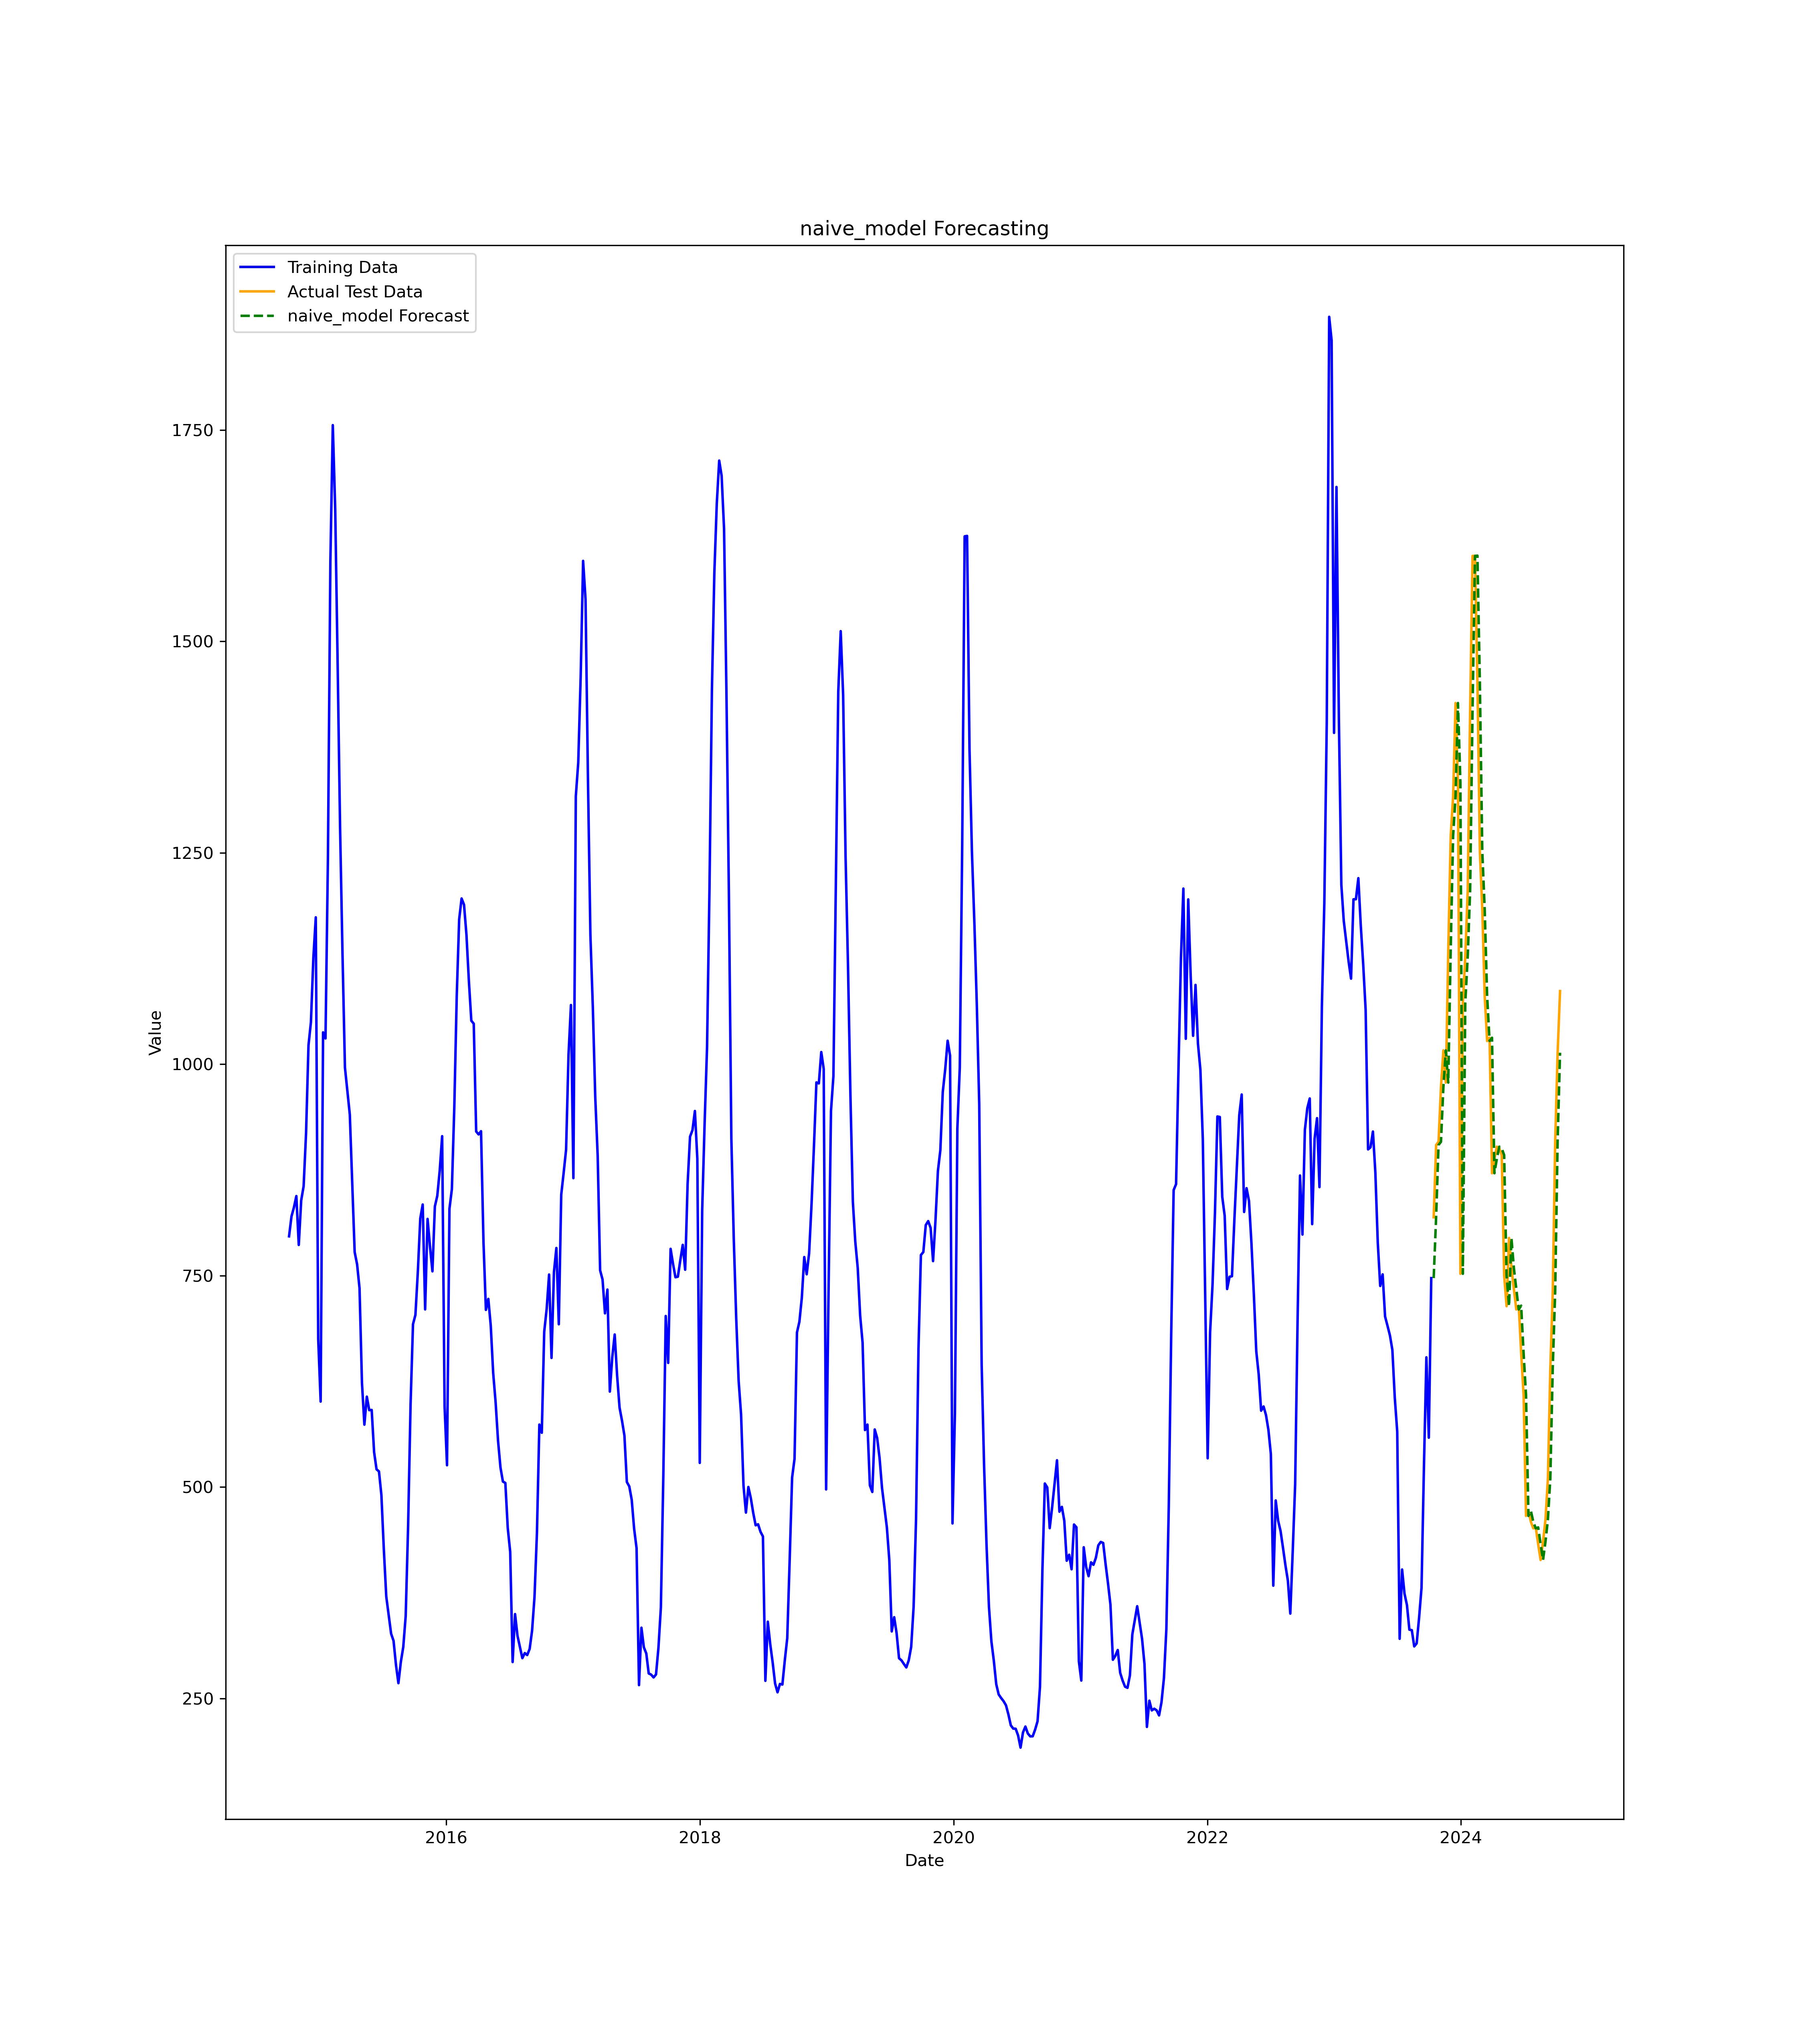 naive_model Forecasting
Training Data
Actual Test Data
naive_model Forecast
1750
1500
1250
1000
750
500
250
Value
2016 2018 2020 2022 2024
Date